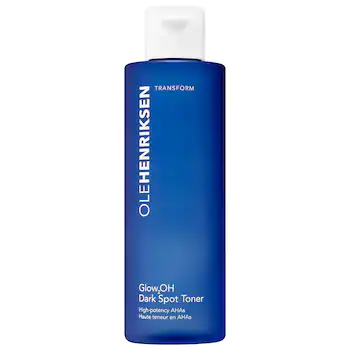 TRANSFORM
OLEHENRIKSEN
Glow₂OH
Dark Spot Toner
High-potency AHAs
Haute teneur en AHAs